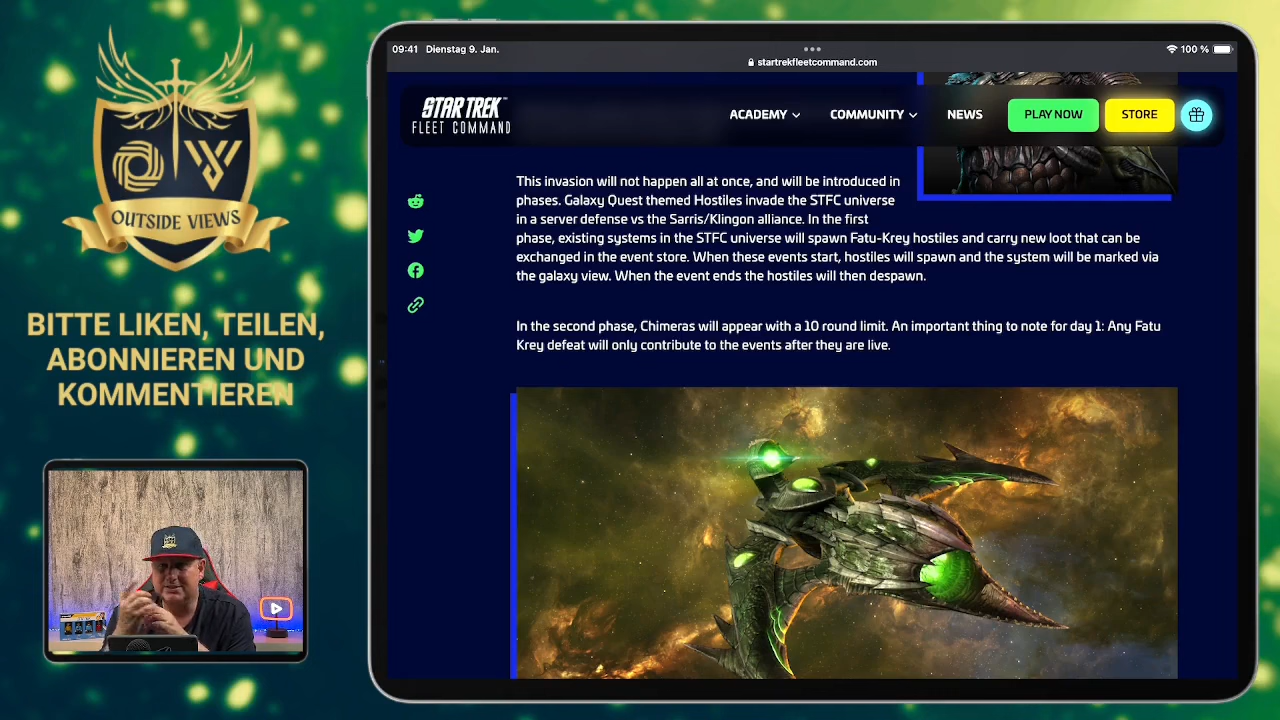 OUTSIDE VIEWS
BITTE LIKEN, TEILEN,
ABONNIEREN UND
KOMMENTIEREN
09:41 Dienstag 9. Jan.
100 %
startrekfleetcommand.com
STAR TREK
FLEET COMMAND
ACADEMY
COMMUNITY
NEWS
PLAY NOW
STORE
This invasion will not happen all at once, and will be introduced in
phases. Galaxy Quest themed Hostiles invade the STFC universe
in a server defense vs the Sarris/Klingon alliance. In the first
phase, existing systems in the STFC universe will spawn Fatu-Krey hostiles and carry new loot that can be
exchanged in the event store. When these events start, hostiles will spawn and the system will be marked via
the galaxy view. When the event ends the hostiles will then despawn.
In the second phase, Chimeras will appear with a 10 round limit. An important thing to note for day 1: Any Fatu
Krey defeat will only contribute to the events after they are live.